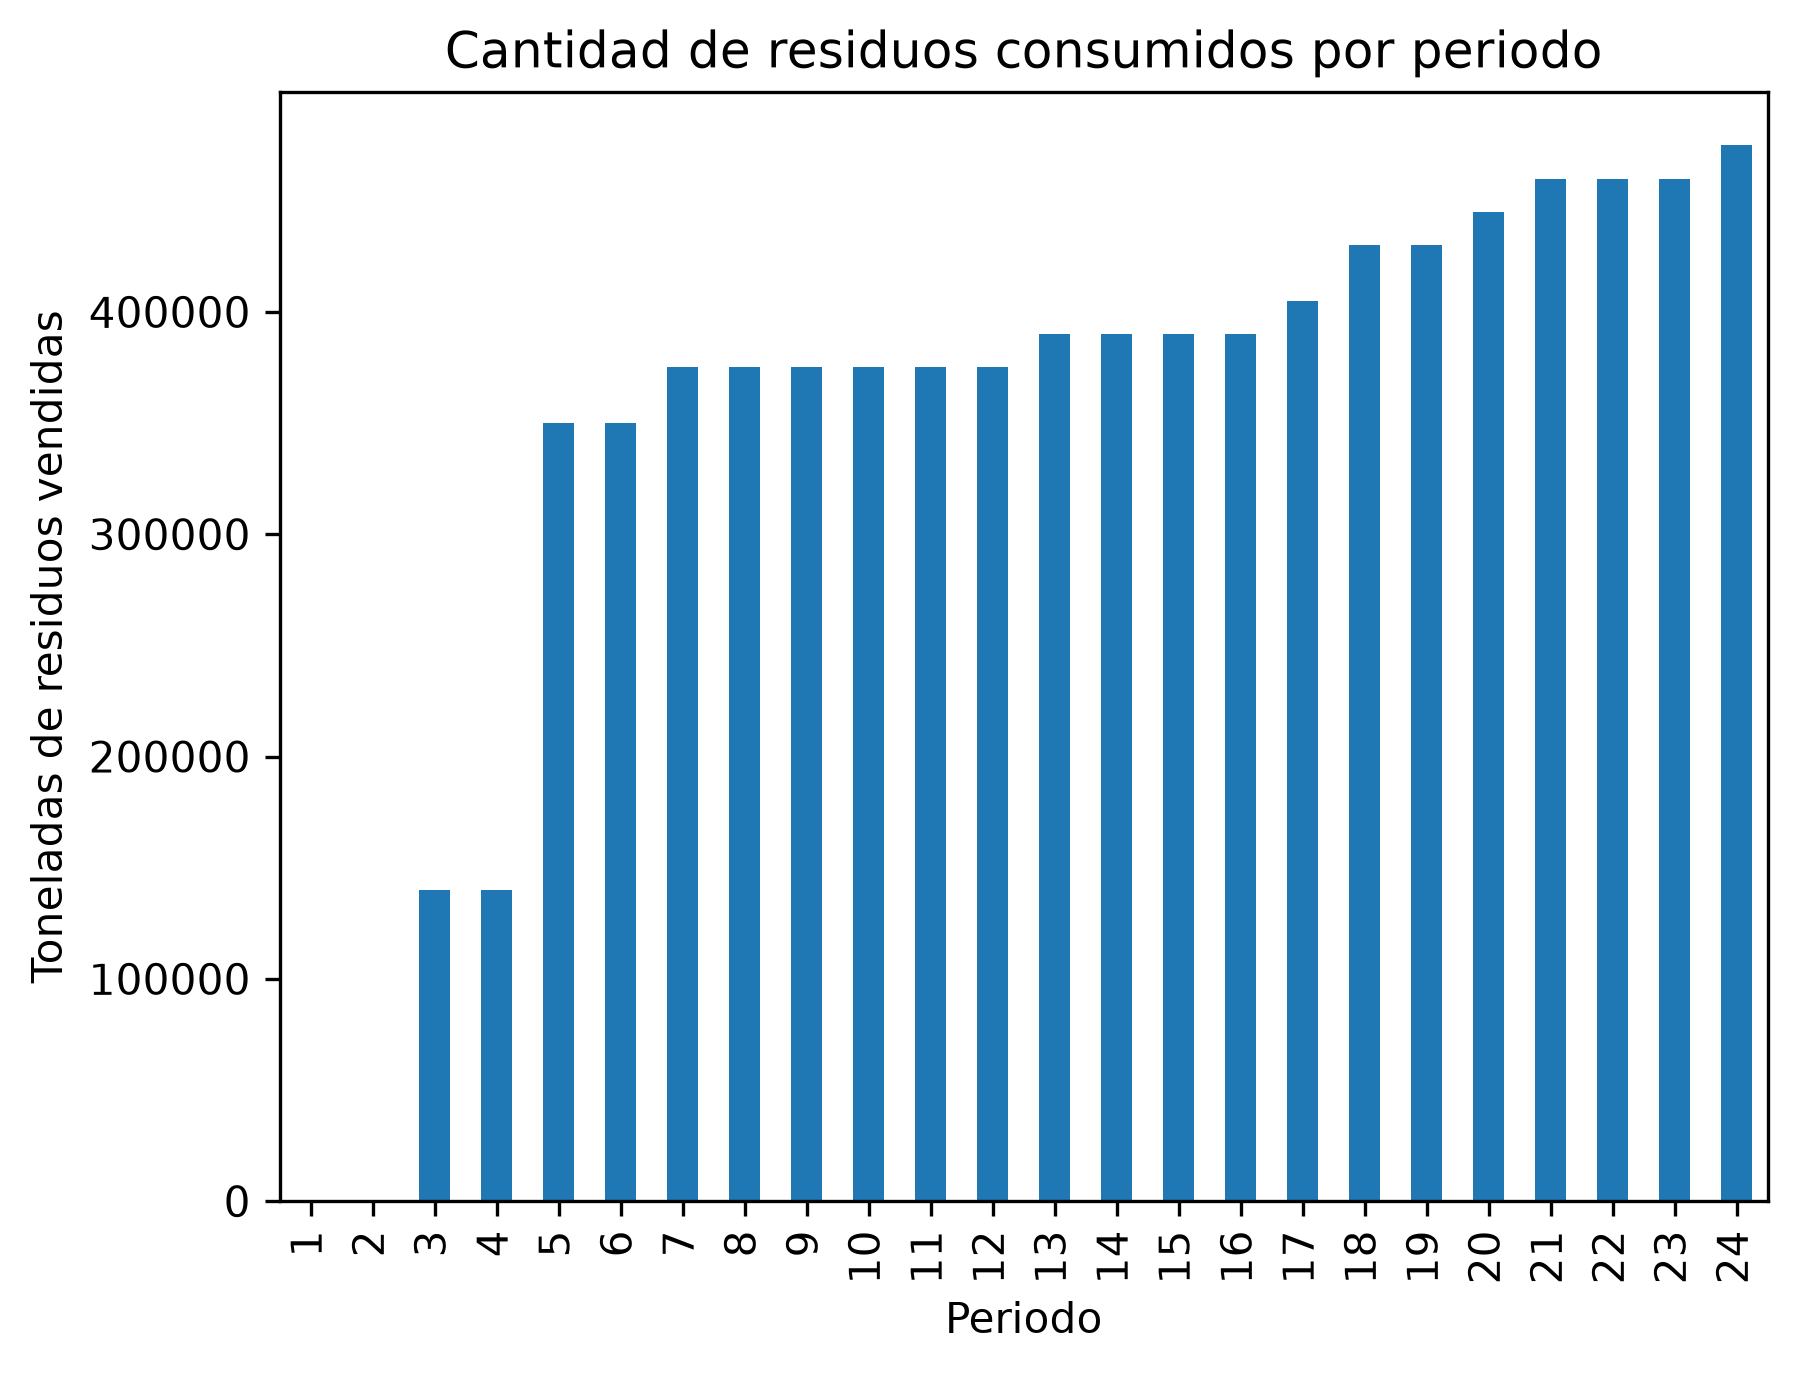 Cantidad de residuos consumidos por periodo
Toneladas de residuos vendidas
400000
300000
200000
100000
0
1 2 3 4 5 6 7 8 9 10 11 12 13 14 15 16 17 18 19 20 21 22 23 24
Periodo